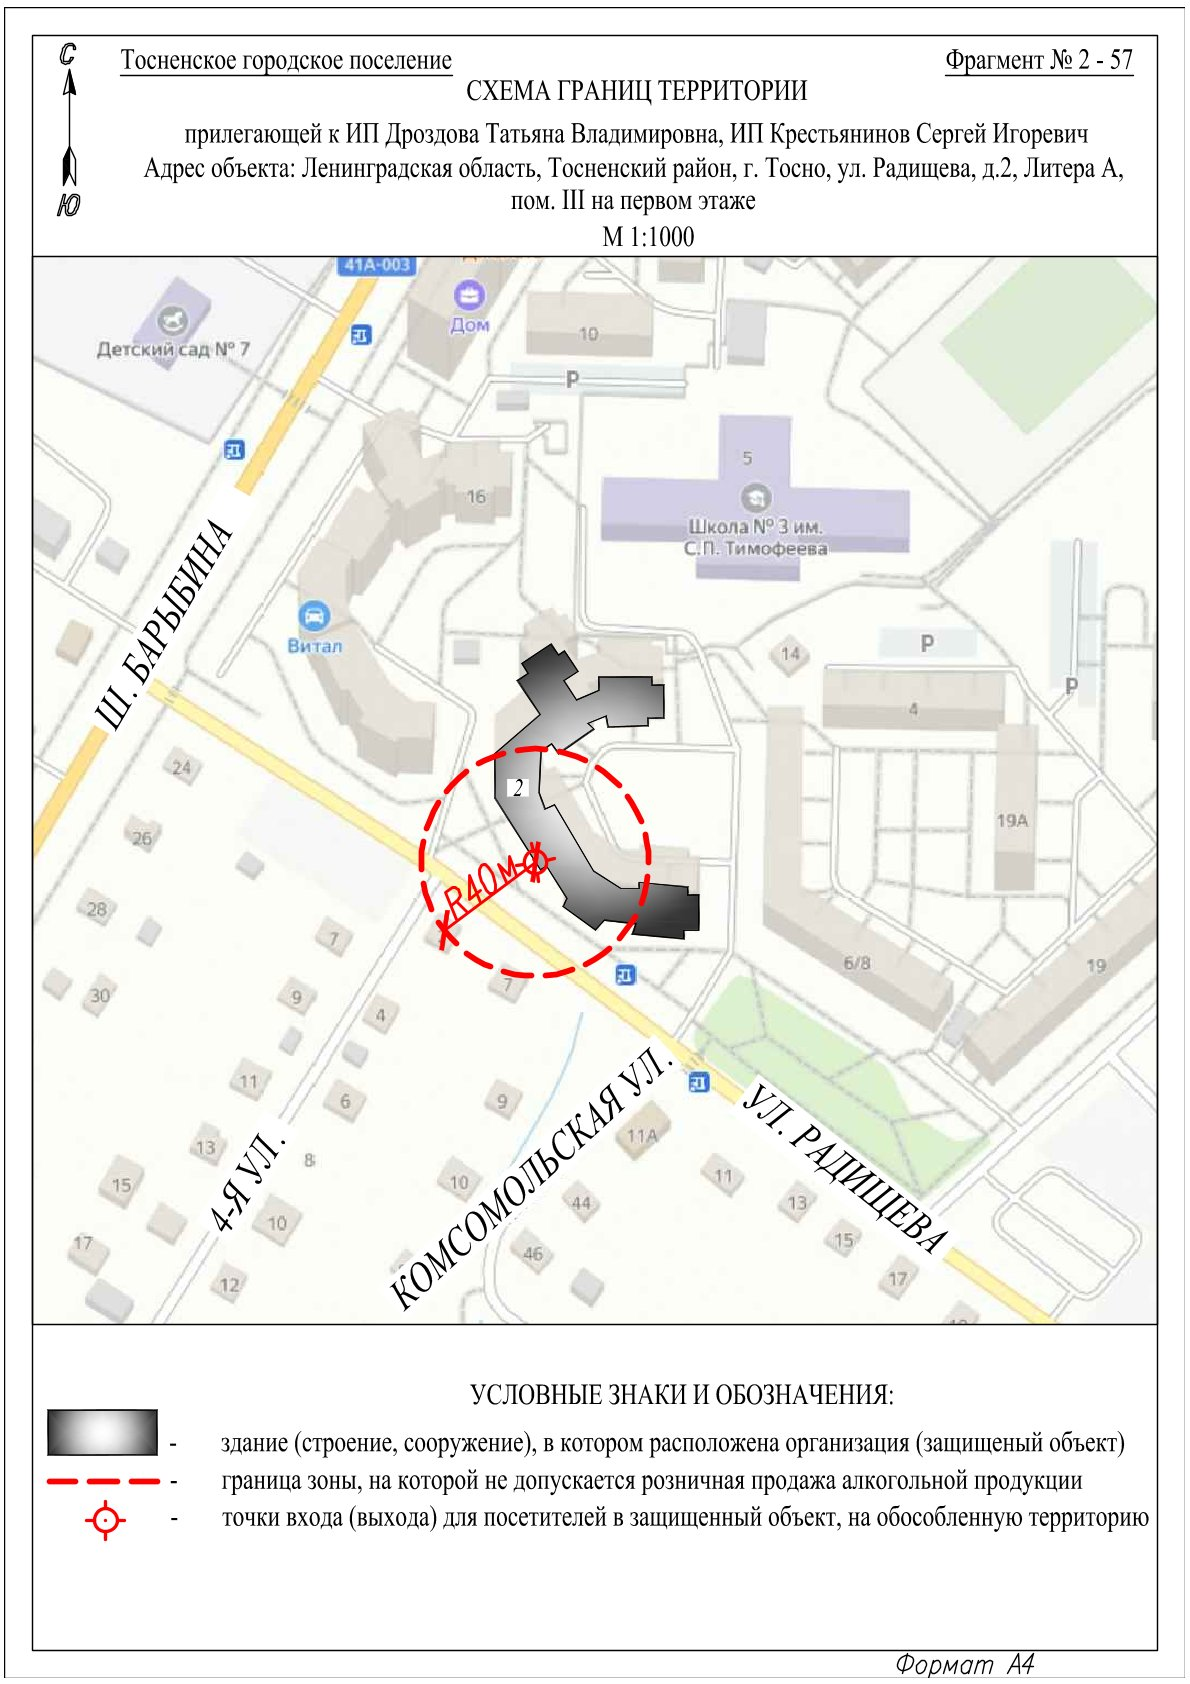 С
Тосненское городское поселение
Фрагмент № 2 - 57
СХЕМА ГРАНИЦ ТЕРРИТОРИИ
прилегающей к ИП Дроздова Татьяна Владимировна, ИП Крестьянинов Сергей Игоревич
Адрес объекта: Ленинградская область, Тосненский район, г. Тосно, ул. Радищева, д.2, Литера А,
пом. III на первом этаже
Ю
М 1:1000
41А-003
Дом
10
Детский сад № 7
Р
5
16
Школа № 3 им.
С.П. Тимофеева
Ш. БАРЫБИНА
Витал
14
Р
Р
4
24
2
26
19А
R40м
28
7
6/8
19
30
9
4
7
11
6
9
11А
13
8
4-Я УЛ.
КОМСОМОЛЬСКАЯ УЛ.
УЛ. РАДИЩЕВА
15
10
44
11
13
10
17
46
15
12
17
УСЛОВНЫЕ ЗНАКИ И ОБОЗНАЧЕНИЯ:
- здание (строение, сооружение), в котором расположена организация (защищеный объект)
- граница зоны, на которой не допускается розничная продажа алкогольной продукции
- точки входа (выхода) для посетителей в защищенный объект, на обособленную территорию
Формат А4